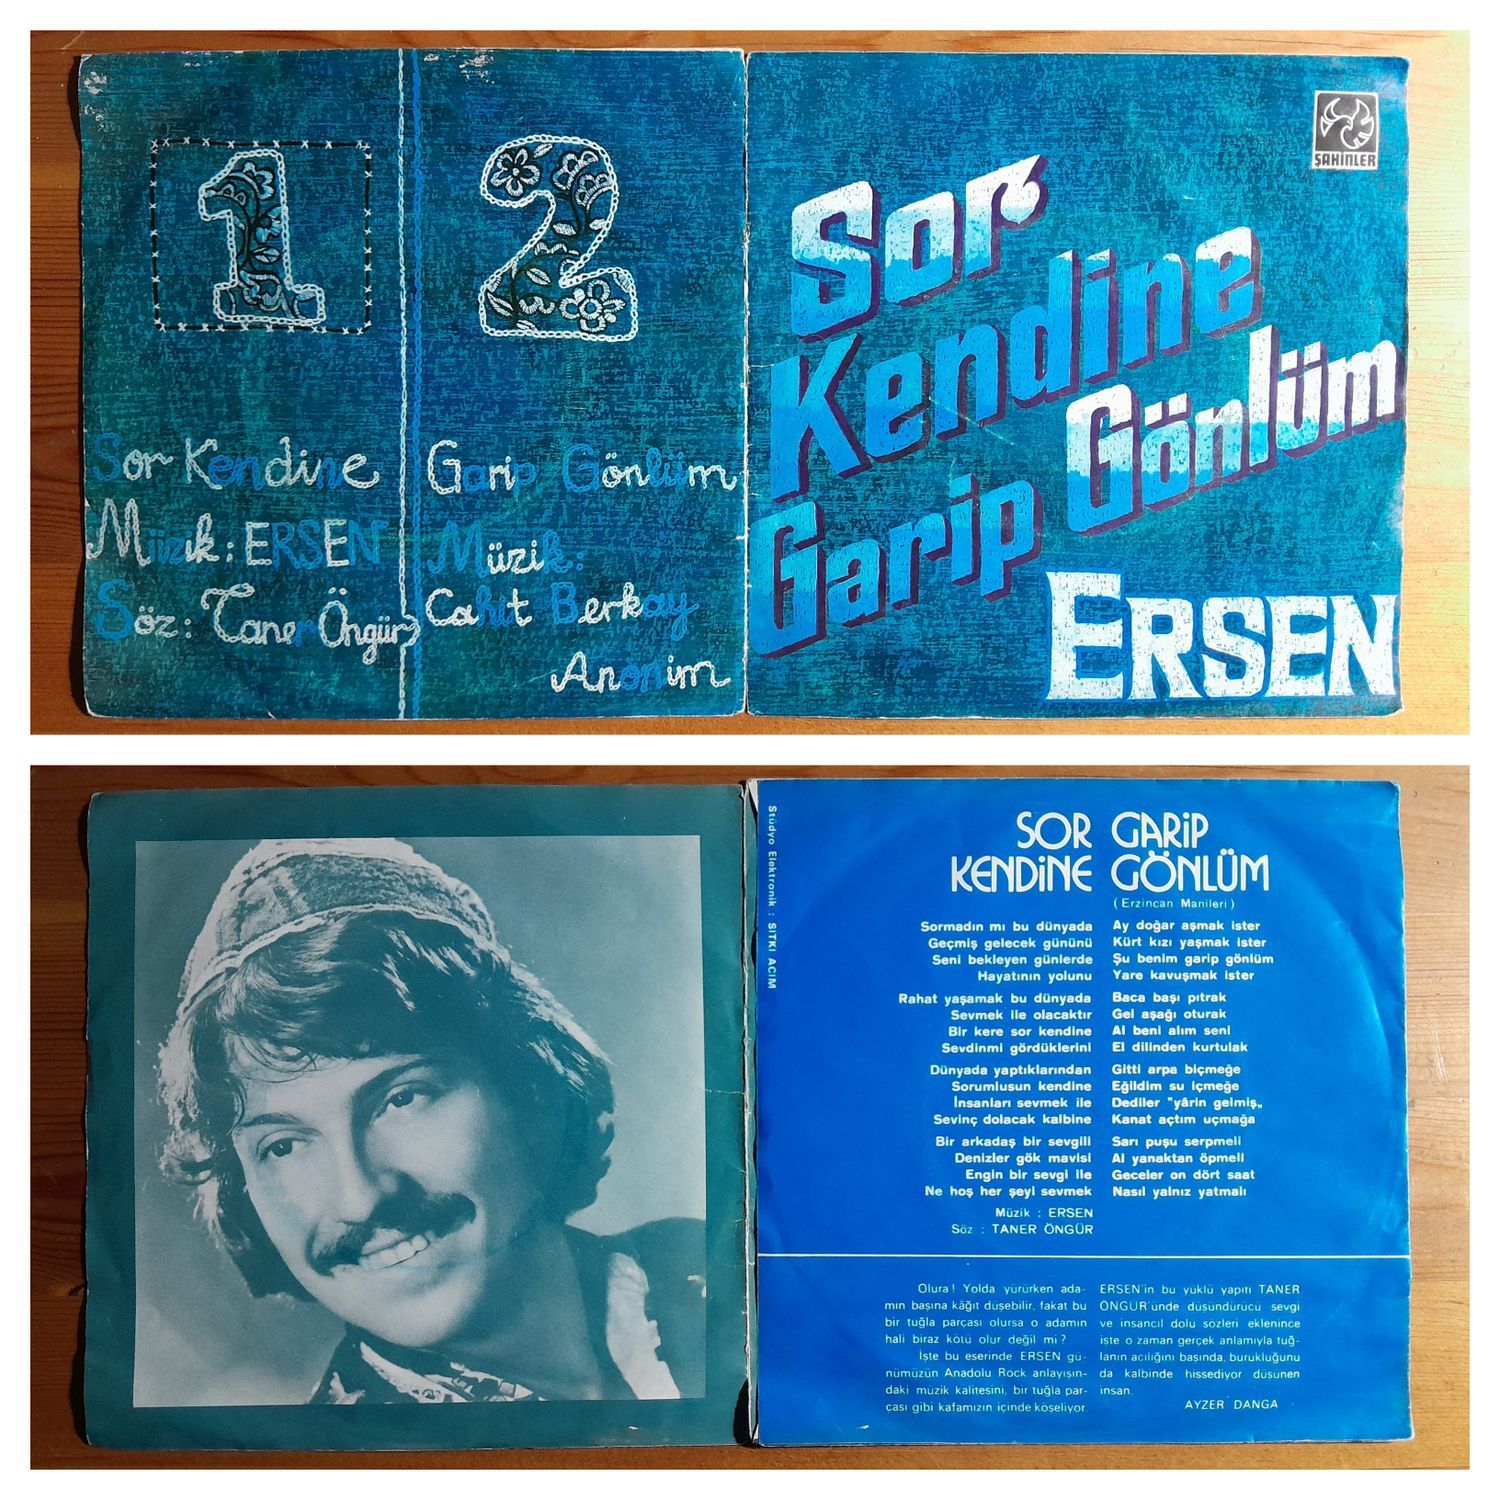 1
2
Sor Kendine
Müzik: ERSEN
Söz: Taner Öngür
Garip Gönlüm
Müzik:
Cahit Berkay
Anonim
ŞAHİNLER
Sor
Kendine
Garip Gönlüm
ERSEN
Stüdyo Elektronik : SITKI ACIM
SOR
KENDİNE
Sormadın mı bu dünyada
Geçmiş gelecek gününü
Seni bekleyen günlerde
Hayatının yolunu
Rahat yaşamak bu dünyada
Sevmek ile olacaktır
Bir kere sor kendine
Sevdinmi gördüklerini
Dünyada yaptıklarından
Sorumlusun kendine
İnsanları sevmek ile
Sevinç dolacak kalbine
Bir arkadaş bir sevgili
Denizler gök mavisi
Engin bir sevgi ile
Ne hoş her şeyi sevmek
Müzik : ERSEN
Söz : TANER ÖNGÜR
GARİP
GÖNLÜM
(Erzincan Manileri)
Ay doğar aşmak ister
Kürt kızı yaşmak ister
Şu benim garip gönlüm
Yare kavuşmak ister
Baca başı pıtrak
Gel aşağı oturak
Al beni alım seni
El dilinden kurtulak
Gitti arpa biçmeğe
Eğildim su içmeğe
Dediler "yârin gelmiş„
Kanat açtım uçmağa
Sarı puşu serpmeli
Al yanaktan öpmeli
Geceler on dört saat
Nasıl yalnız yatmalı
Olura! Yolda yürürken ada-
mın başına kâğıt düşebilir, fakat bu
bir tuğla parçası olursa o adamın
hali biraz kötü olur değil mi?
İşte bu eserinde ERSEN gü-
nümüzün Anadolu Rock anlayışın-
daki müzik kalitesini, bir tuğla par-
çası gibi kafamızın içinde köşeliyor.
ERSEN'in bu yüklü yapıtı TANER
ÖNGÜR'ünde düşündürücü sevgi
ve insancıl dolu sözleri eklenince
işte o zaman gerçek anlamıyla tuğ-
lanın acılığını başında, burukluğunu
da kalbinde hissediyor düşünen
insan.
AYZER DANGA